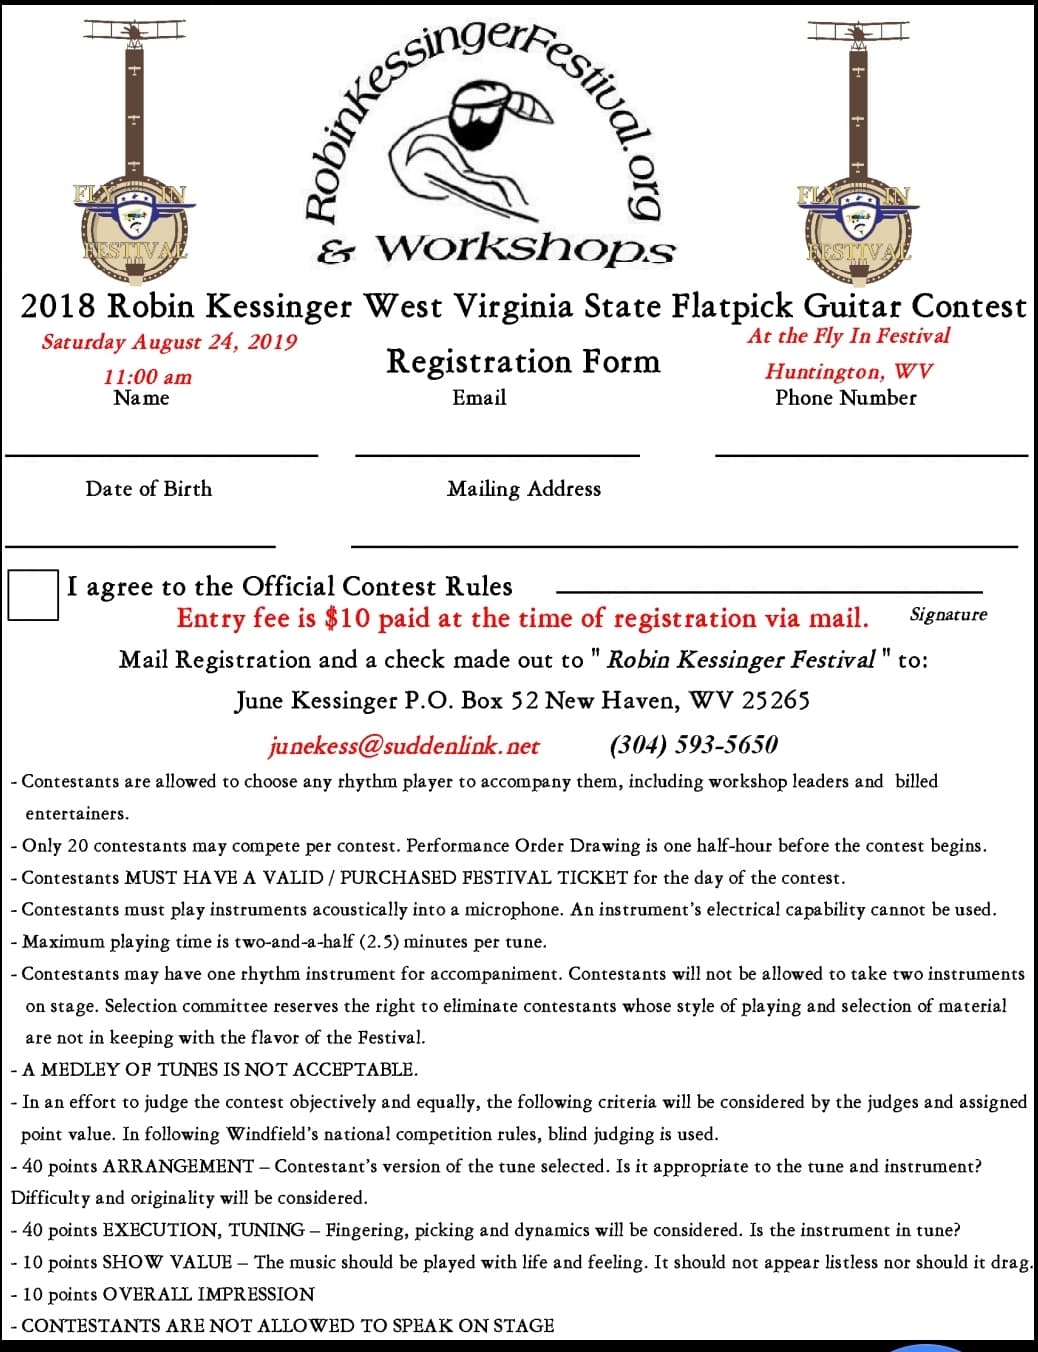 RobinKessingerFestival.org
& Workshops
FLY IN
FESTIVAL
FLY IN
FESTIVAL
2018 Robin Kessinger West Virginia State Flatpick Guitar Contest
Saturday August 24, 2019
At the Fly In Festival
Registration Form
11:00 am
Huntington, WV
Name Email Phone Number
Date of Birth Mailing Address
I agree to the Official Contest Rules
Entry fee is $10 paid at the time of registration via mail. Signature
Mail Registration and a check made out to " Robin Kessinger Festival " to:
June Kessinger P.O. Box 52 New Haven, WV 25265
junekess@suddenlink.net (304) 593-5650
- Contestants are allowed to choose any rhythm player to accompany them, including workshop leaders and billed
entertainers.
- Only 20 contestants may compete per contest. Performance Order Drawing is one half-hour before the contest begins.
- Contestants MUST HAVE A VALID / PURCHASED FESTIVAL TICKET for the day of the contest.
- Contestants must play instruments acoustically into a microphone. An instrument's electrical capability cannot be used.
- Maximum playing time is two-and-a-half (2.5) minutes per tune.
- Contestants may have one rhythm instrument for accompaniment. Contestants will not be allowed to take two instruments
on stage. Selection committee reserves the right to eliminate contestants whose style of playing and selection of material
are not in keeping with the flavor of the Festival.
- A MEDLEY OF TUNES IS NOT ACCEPTABLE.
- In an effort to judge the contest objectively and equally, the following criteria will be considered by the judges and assigned
point value. In following Windfield's national competition rules, blind judging is used.
- 40 points ARRANGEMENT – Contestant's version of the tune selected. Is it appropriate to the tune and instrument?
Difficulty and originality will be considered.
- 40 points EXECUTION, TUNING – Fingering, picking and dynamics will be considered. Is the instrument in tune?
- 10 points SHOW VALUE – The music should be played with life and feeling. It should not appear listless nor should it drag.
- 10 points OVERALL IMPRESSION
- CONTESTANTS ARE NOT ALLOWED TO SPEAK ON STAGE